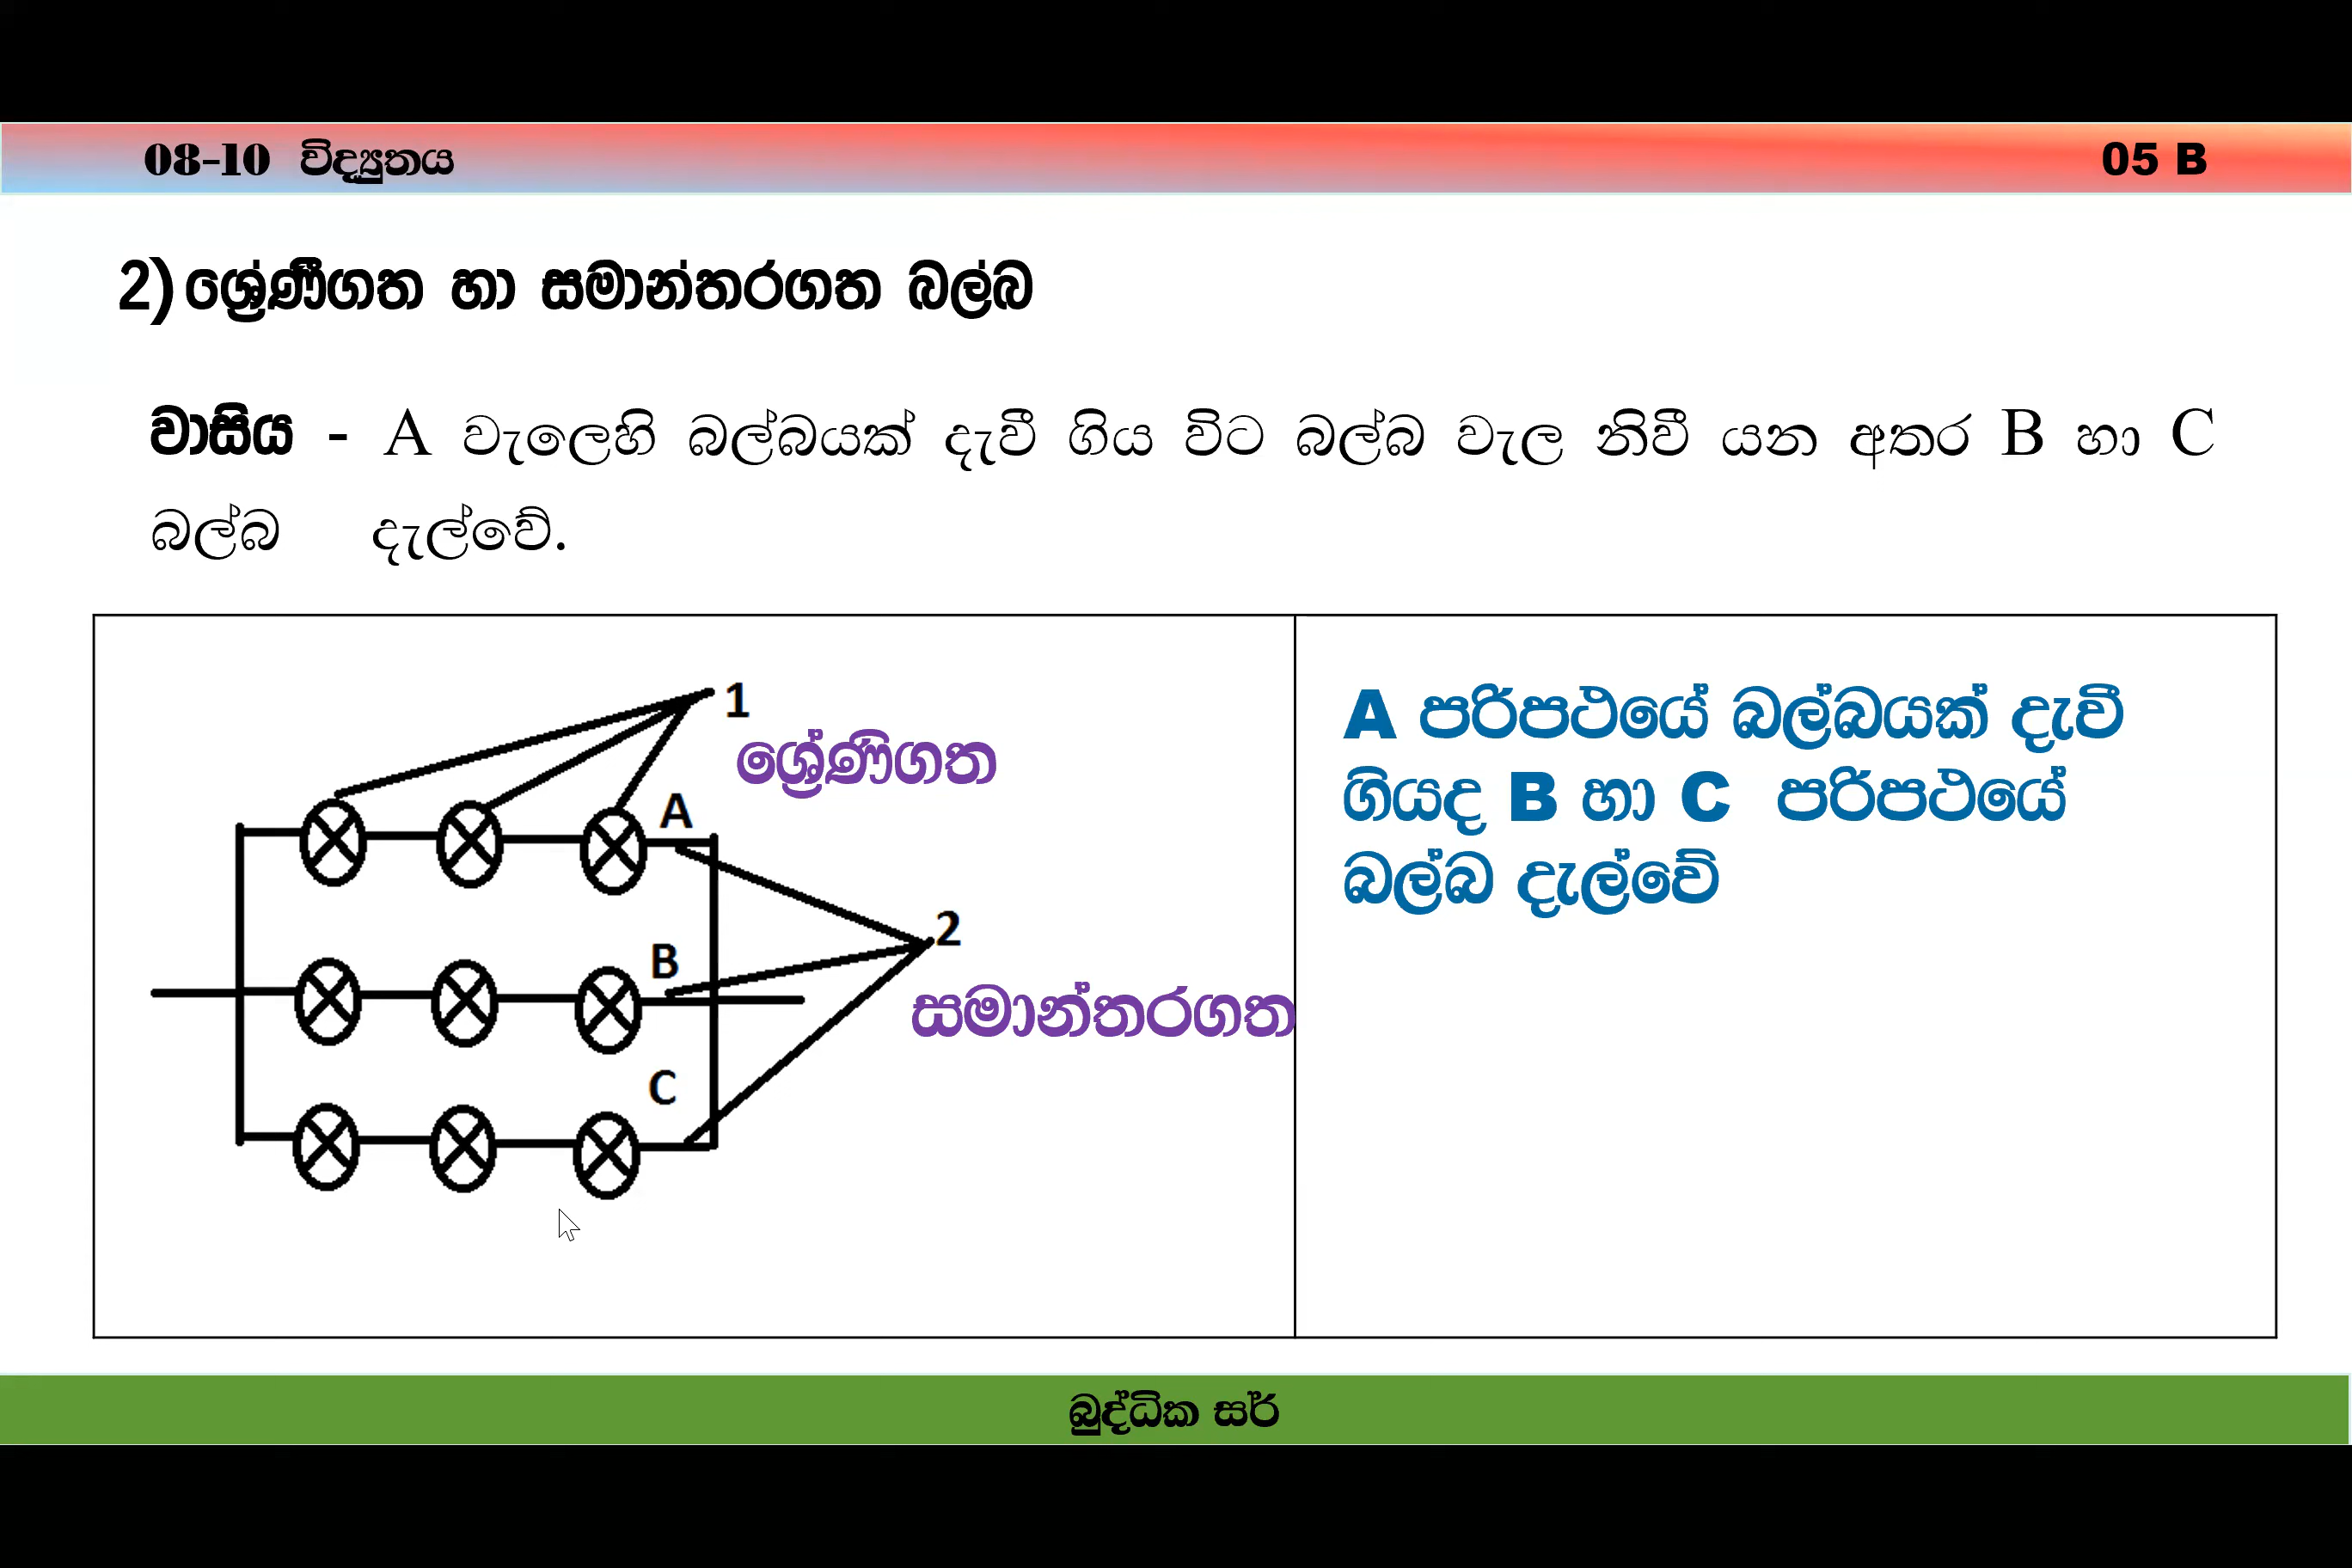 08-10 විද්‍යුතය
05 B
2) ශ්‍රේණීගත හා සමාන්තරගත බල්බ
වාසිය - A වැලෙහි බල්බයක් දැවී ගිය විට බල්බ වැල නිවී යන අතර B හා C
බල්බ දැල්වේ.
1
ශ්‍රේණිගත
A
2
B
සමාන්තරගත
C
A පරිපථයේ බල්බයක් දැවී
ගියද B හා C පරිපථයේ
බල්බ දැල්වේ
බුද්ධික සර්